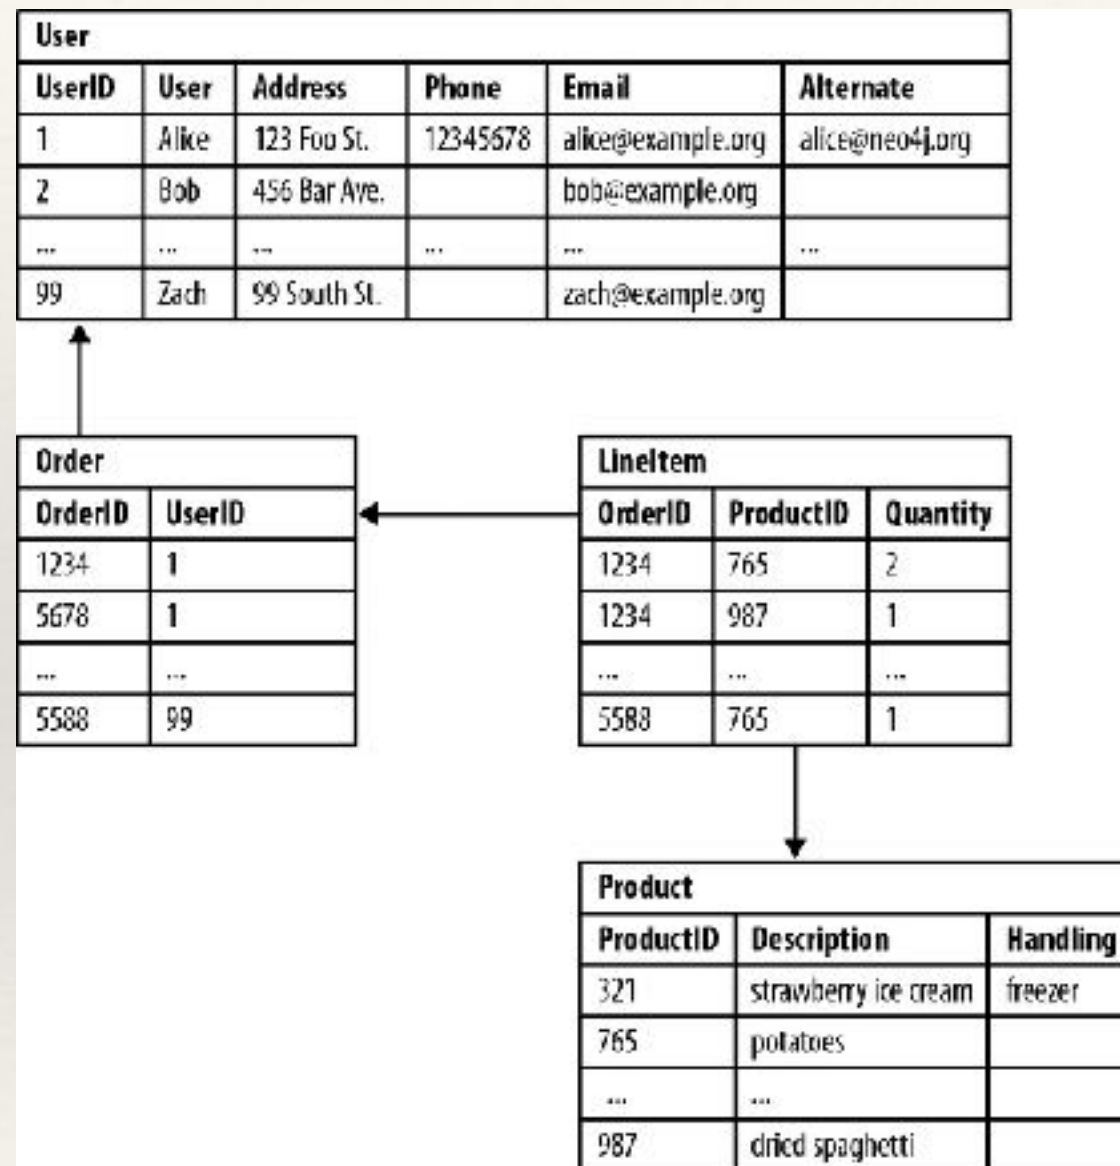 User
UserID User Address Phone Email Alternate
1 Alice 123 Foo St. 12345678 alice@example.org alice@neo4j.org
2 Bob 456 Bar Ave. bob@example.org
... ... ... ... ... ...
99 Zach 99 South St. zach@example.org
Order
OrderID UserID
1234 1
5678 1
... ...
5588 99
LineItem
OrderID ProductID Quantity
1234 765 2
1234 987 1
... ... ...
5588 765 1
Product
ProductID Description Handling
321 strawberry ice cream freezer
765 potatoes
... ...
987 dried spaghetti